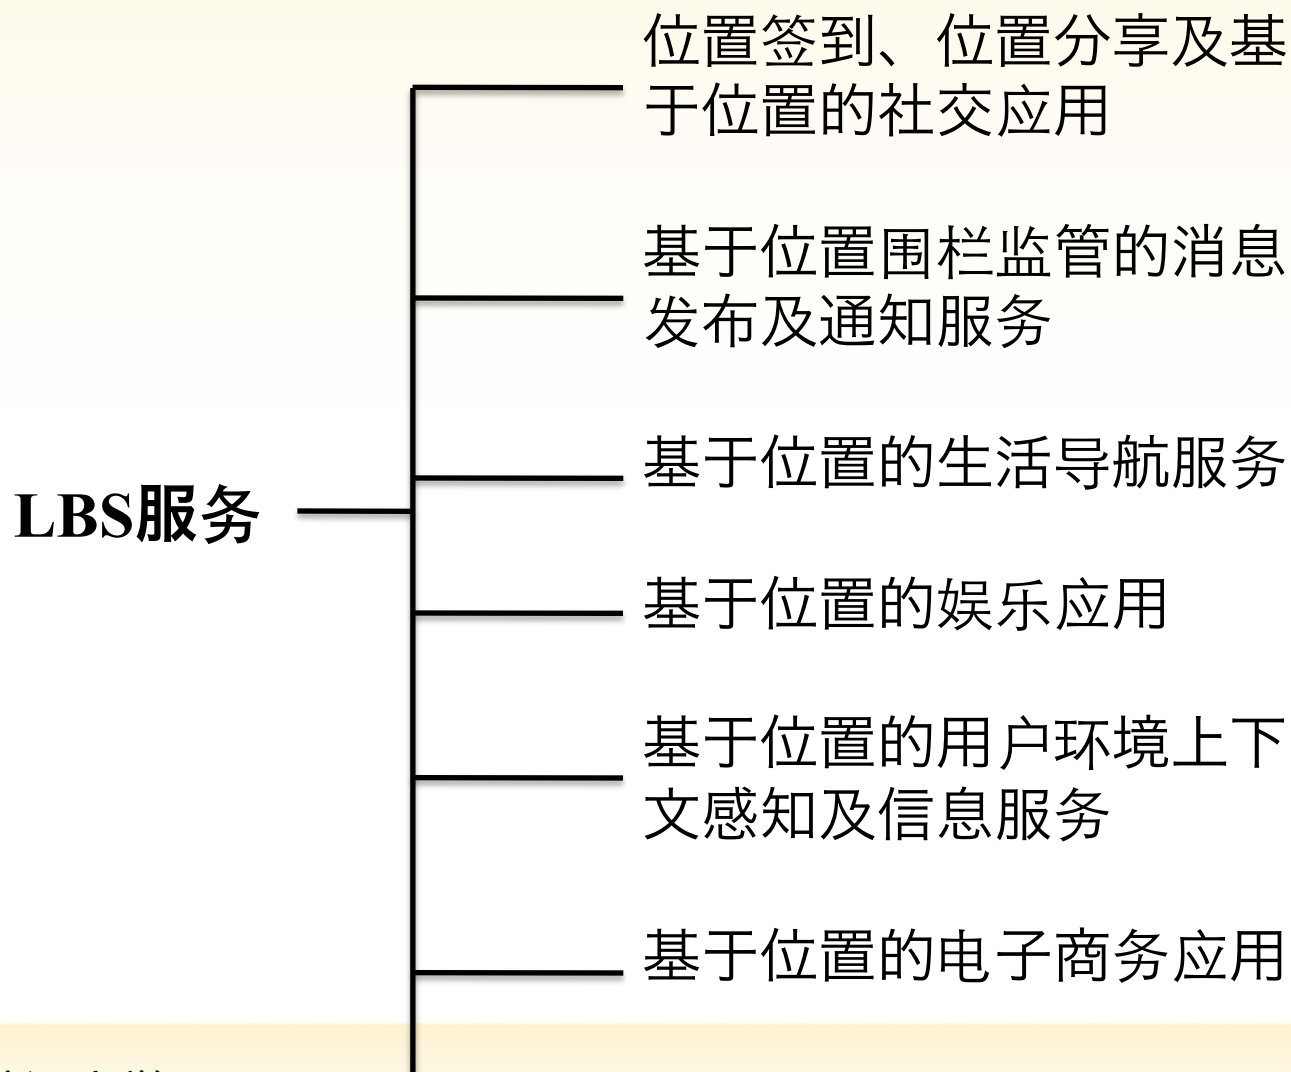 位置签到、位置分享及基
于位置的社交应用
基于位置围栏监管的消息
发布及通知服务
基于位置的生活导航服务
LBS服务
基于位置的娱乐应用
基于位置的用户环境上下
文感知及信息服务
基于位置的电子商务应用